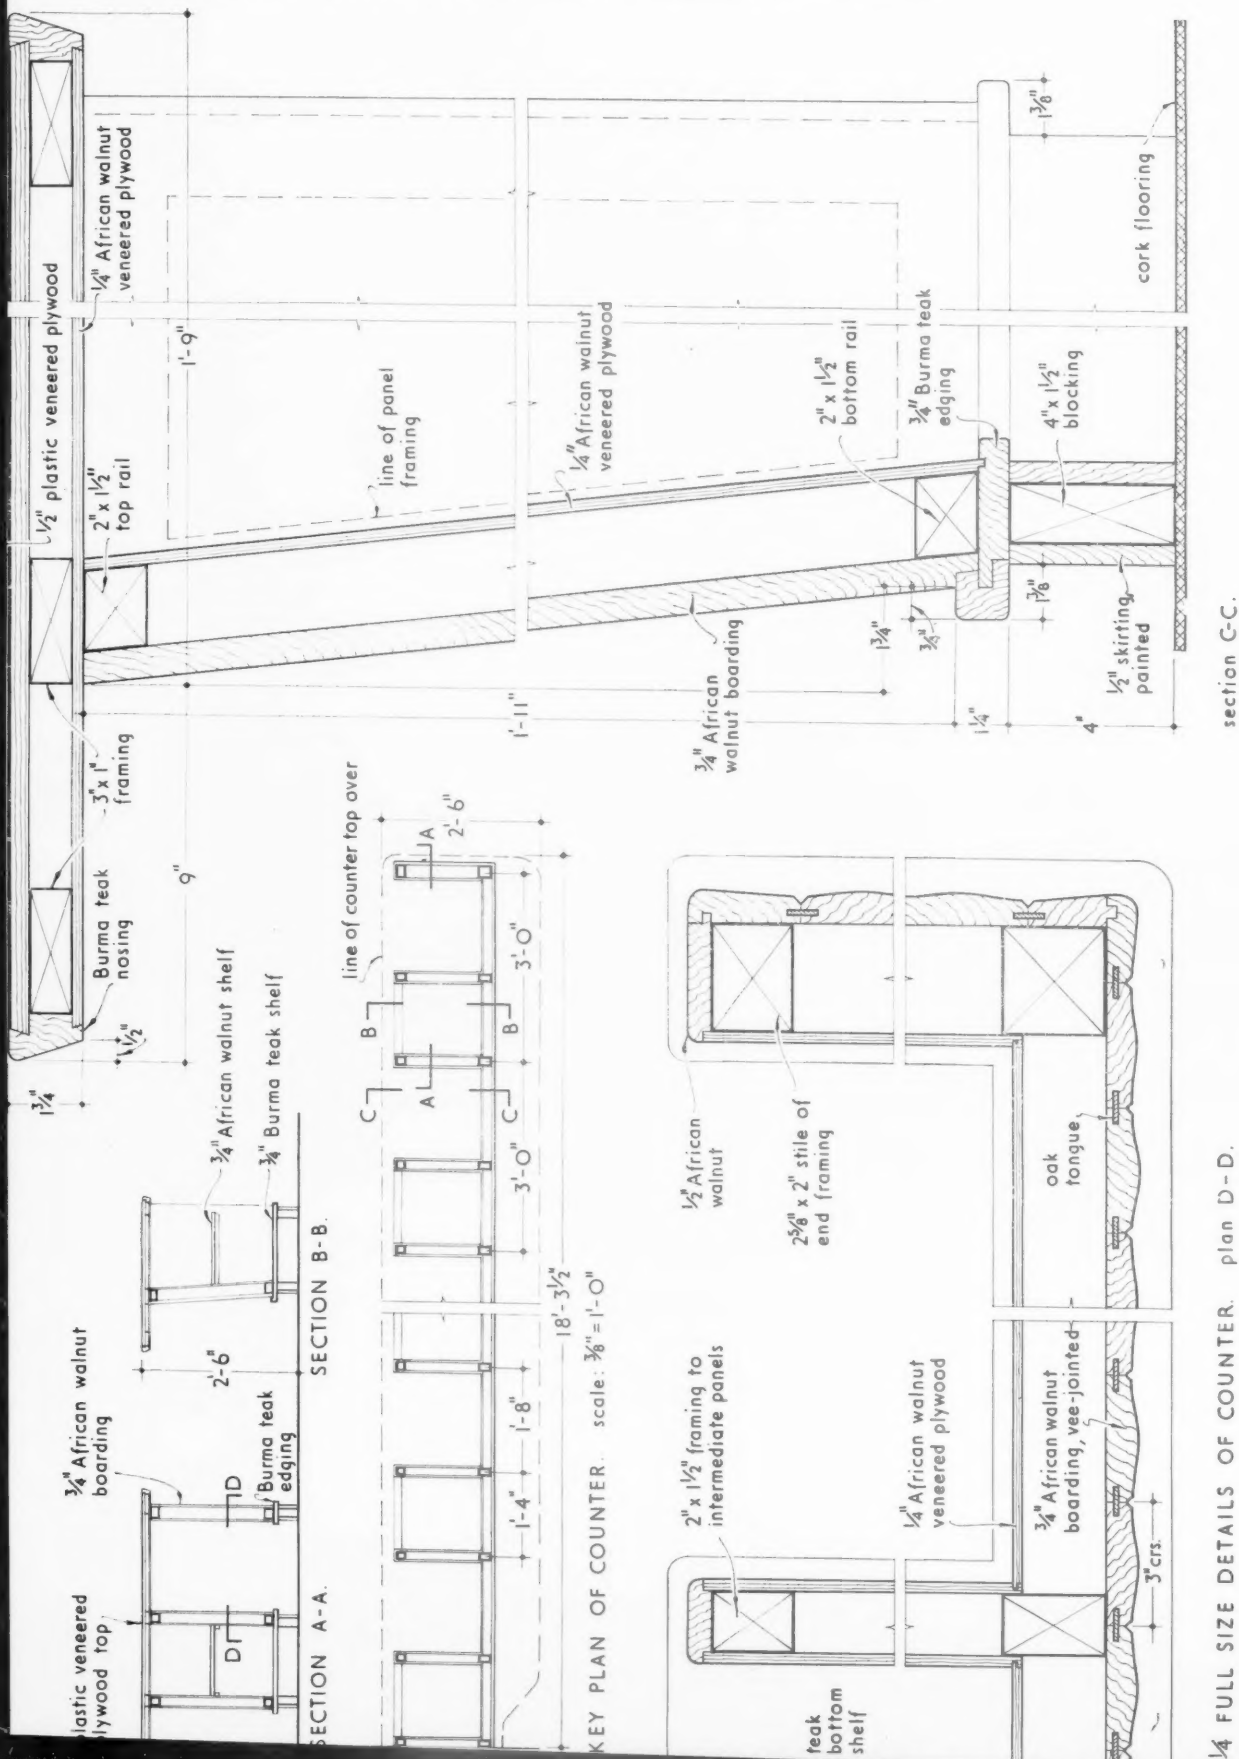 1/2" plastic veneered plywood
1/4" African walnut
veneered plywood
3" x 1"
framing
2" x 1 1/2"
top rail
Burma teak
nosing
1'-9"
9"
1/2"
1 3/4"
line of panel
framing
1/4" African walnut
veneered plywood
2" x 1 1/2"
bottom rail
3/4" Burma teak
edging
4" x 1 1/2"
blocking
cork flooring
1 3/8"
1'-11"
3/4" African
walnut boarding
1 3/4"
3/4"
1 3/8"
1/2" skirting
painted
1 1/4"
4"
section C-C.
plastic veneered
plywood top
3/4" African walnut
boarding
D
D
Burma teak
edging
SECTION A-A.
2'-6"
3/4" African walnut shelf
3/4" Burma teak shelf
SECTION B-B.
line of counter top over
C
B
A
A
B
C
2'-6"
1'-4"
1'-8"
3'-0"
3'-0"
18'-3 1/2"
KEY PLAN OF COUNTER. scale: 3/8" = 1'-0"
2" x 1 1/2" framing to
intermediate panels
1/2" African
walnut
2 5/8" x 2" stile of
end framing
teak
bottom
shelf
1/4" African walnut
veneered plywood
3/4" African walnut
boarding, vee-jointed
oak
tongue
3" crs.
1/4 FULL SIZE DETAILS OF COUNTER. plan D-D.